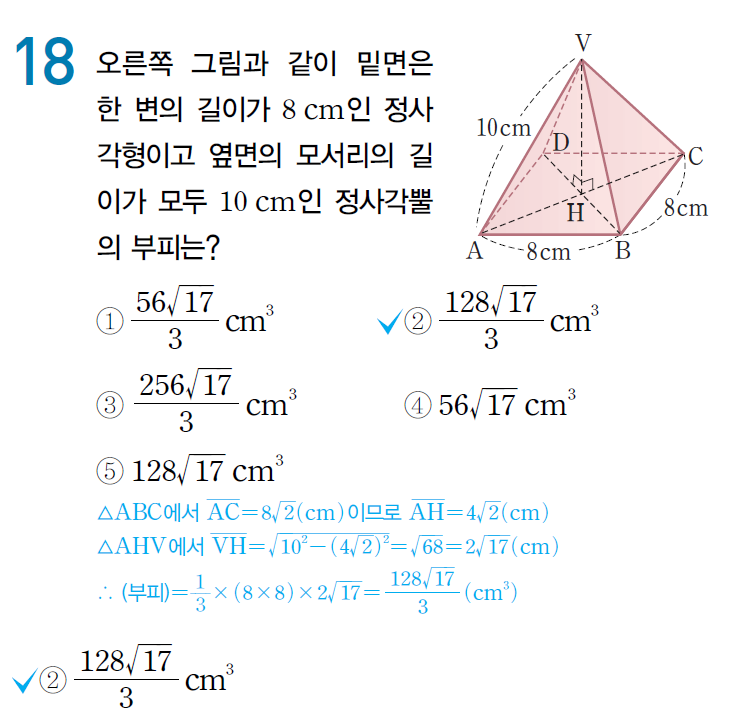 18
오른쪽 그림과 같이 밑면은
한 변의 길이가 8 cm인 정사
각형이고 옆면의 모서리의 길
이가 모두 10 cm인 정사각뿔
의 부피는?
V
10cm
D
C
H
8cm
A
8cm
B
① 56√17/3 cm³
② 128√17/3 cm³
③ 256√17/3 cm³
④ 56√17 cm³
⑤ 128√17 cm³
△ABC에서 A̅C̅=8√2(cm)이므로 A̅H̅=4√2(cm)
△AHV에서 V̅H̅=√(10²−(4√2)²)=√68=2√17(cm)
∴ (부피)=1/3×(8×8)×2√17=128√17/3(cm³)
② 128√17/3 cm³